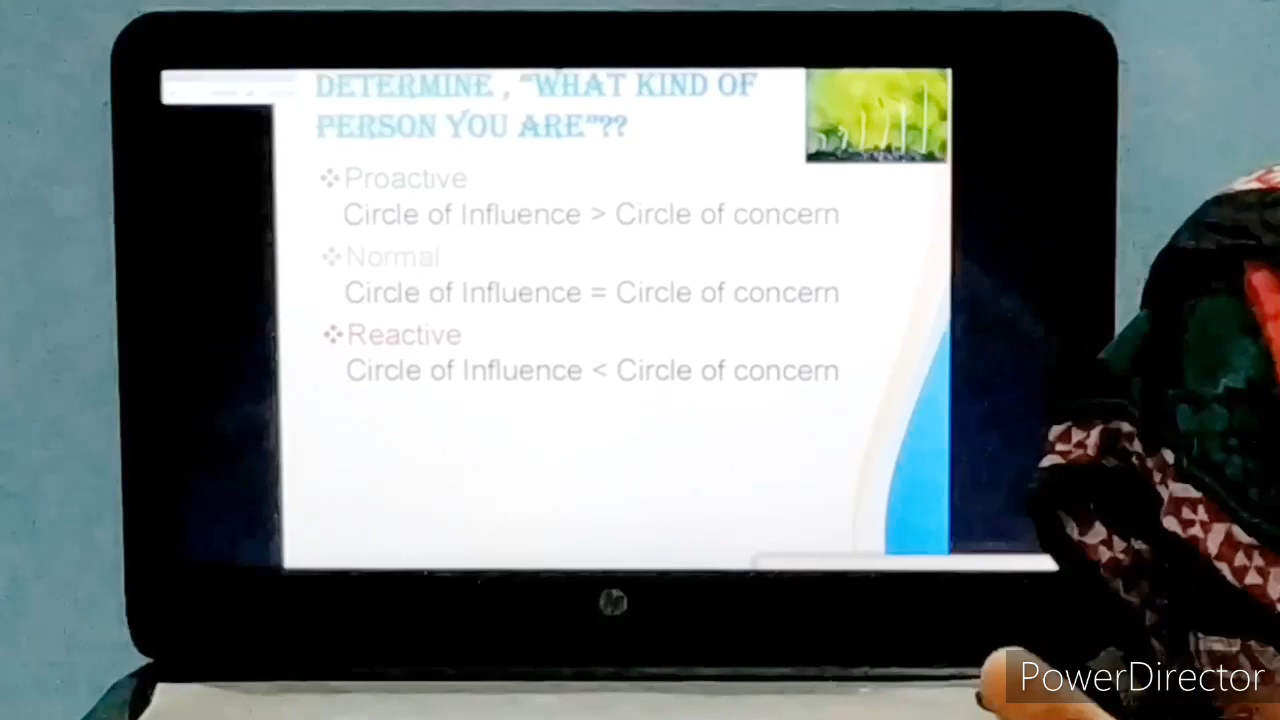 DETERMINE , “WHAT KIND OF
PERSON YOU ARE”??
❖Proactive
Circle of Influence > Circle of concern
❖Normal
Circle of Influence = Circle of concern
❖Reactive
Circle of Influence < Circle of concern
hp
PowerDirector